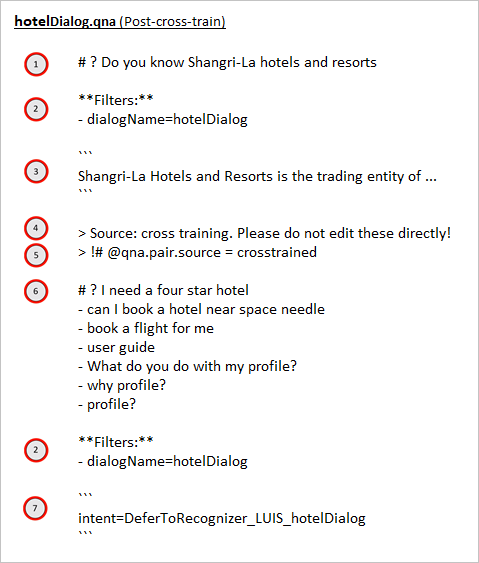 hotelDialog.qna (Post-cross-train)
1 # ? Do you know Shangri-La hotels and resorts
2 **Filters:**
- dialogName=hotelDialog
```
3 Shangri-La Hotels and Resorts is the trading entity of ...
```
4 > Source: cross training. Please do not edit these directly!
5 > !# @qna.pair.source = crosstrained
6 # ? I need a four star hotel
- can I book a hotel near space needle
- book a flight for me
- user guide
- What do you do with my profile?
- why profile?
- profile?
2 **Filters:**
- dialogName=hotelDialog
```
7 intent=DeferToRecognizer_LUIS_hotelDialog
```